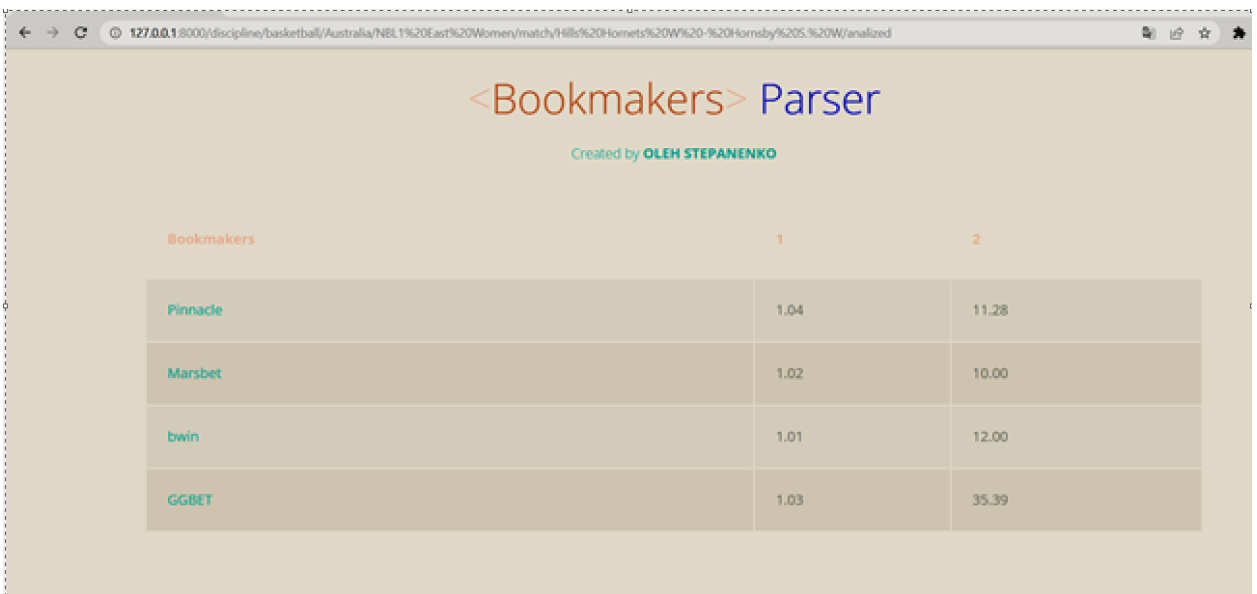 127.0.0.1:8000/discipline/basketball/Australia/NBL1%20East%20Women/match/Hills%20Hornets%20W%20-%20Hornsby%20S.%20W/analized
<Bookmakers> Parser
Created by OLEH STEPANENKO
Bookmakers 1 2
Pinnacle 1.04 11.28
Marsbet 1.02 10.00
bwin 1.01 12.00
GGBET 1.03 35.39